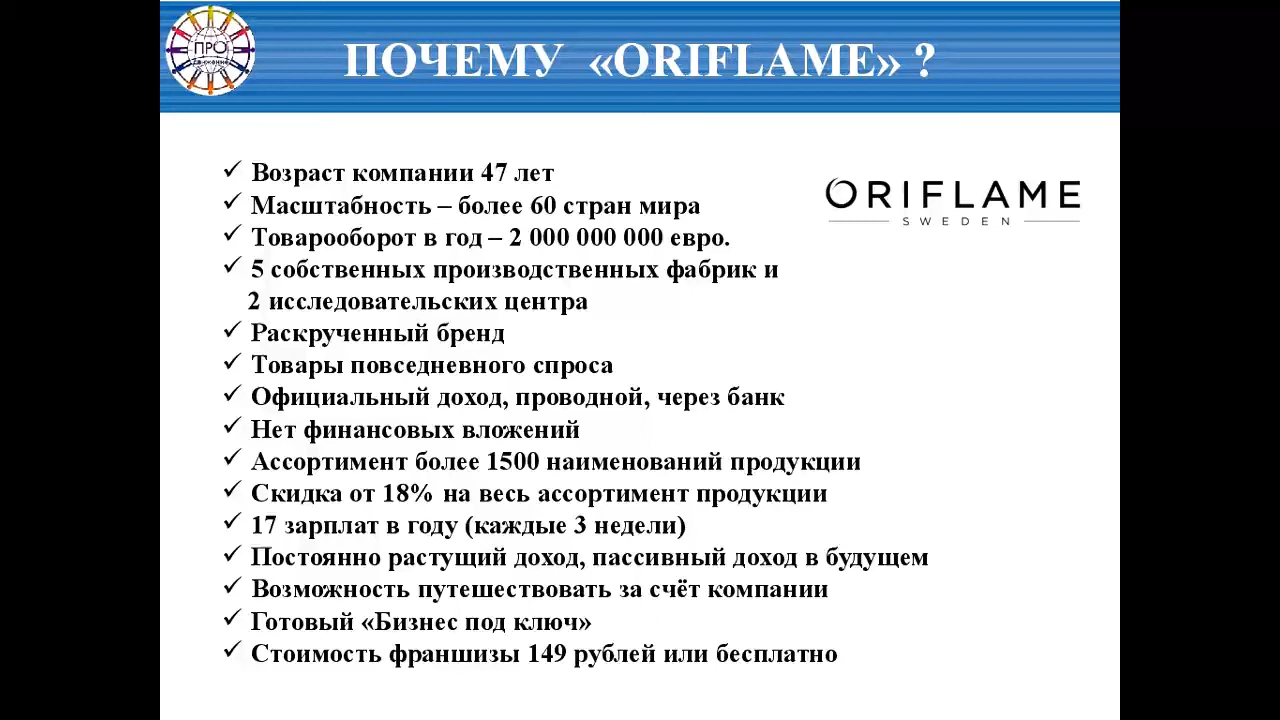 ПРО
Движение
ПОЧЕМУ «ORIFLAME» ?
ORIFLAME
SWEDEN
✓ Возраст компании 47 лет
✓ Масштабность – более 60 стран мира
✓ Товарооборот в год – 2 000 000 000 евро.
✓ 5 собственных производственных фабрик и
2 исследовательских центра
✓ Раскрученный бренд
✓ Товары повседневного спроса
✓ Официальный доход, проводной, через банк
✓ Нет финансовых вложений
✓ Ассортимент более 1500 наименований продукции
✓ Скидка от 18% на весь ассортимент продукции
✓ 17 зарплат в году (каждые 3 недели)
✓ Постоянно растущий доход, пассивный доход в будущем
✓ Возможность путешествовать за счёт компании
✓ Готовый «Бизнес под ключ»
✓ Стоимость франшизы 149 рублей или бесплатно